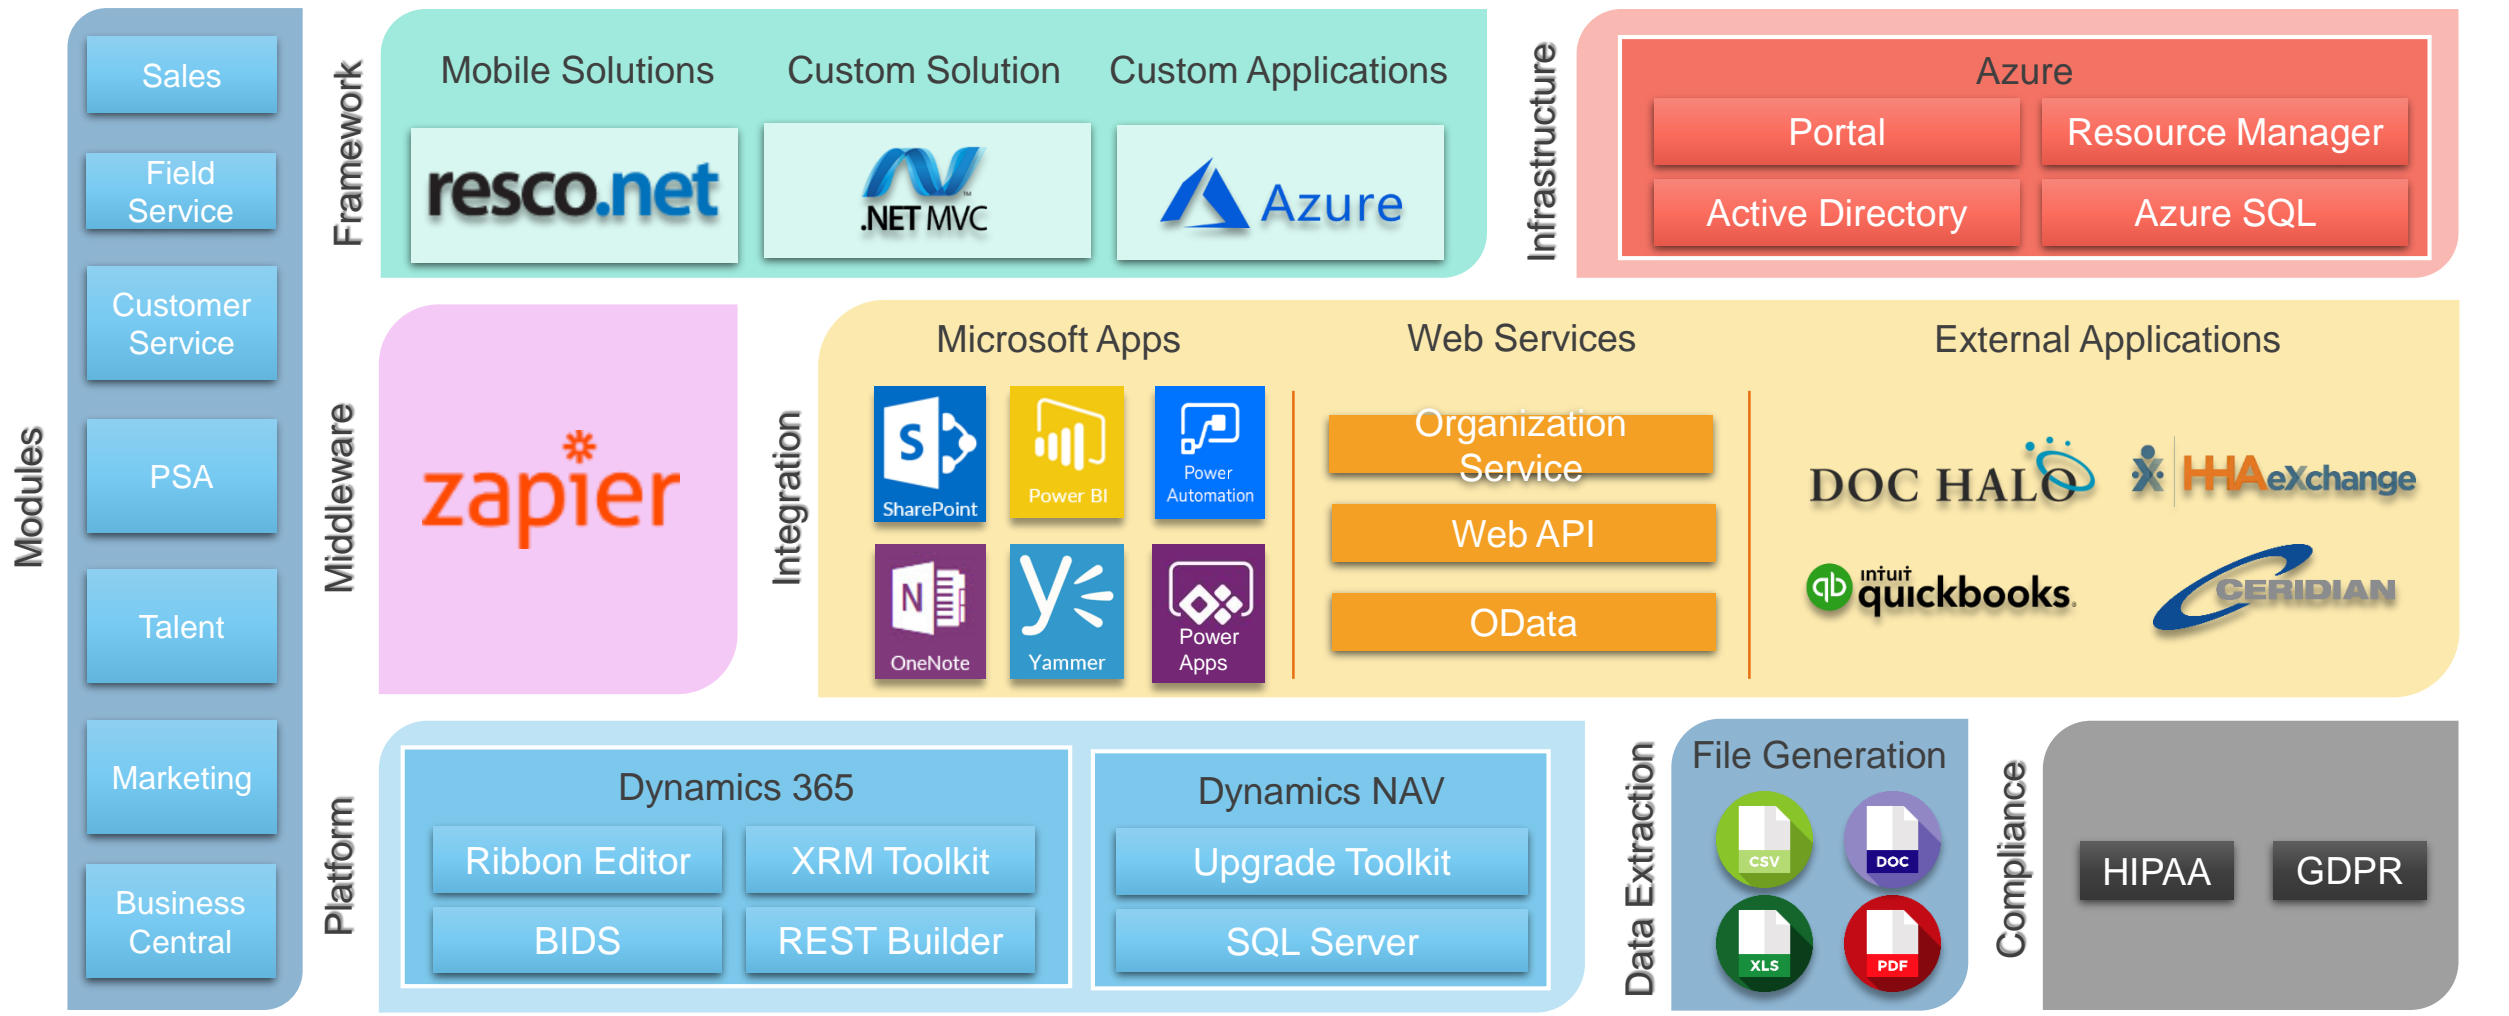 Modules
Sales
Field
Service
Customer
Service
PSA
Talent
Marketing
Business
Central
Framework
Mobile Solutions
resco.net
Custom Solution
.NET MVC
™
Custom Applications
Azure
Infrastructure
Azure
Portal
Resource Manager
Active Directory
Azure SQL
Middleware
zapier
Integration
Microsoft Apps
S
SharePoint
Power BI
Power
Automation
N
OneNote
Yammer
Power
Apps
Web Services
Organization
Service
Web API
OData
External Applications
DOC HALO
HHAeXchange
qb
intuit
quickbooks.
CERIDIAN
Platform
Dynamics 365
Ribbon Editor
XRM Toolkit
BIDS
REST Builder
Dynamics NAV
Upgrade Toolkit
SQL Server
Data Extraction
File Generation
CSV
DOC
XLS
PDF
Compliance
HIPAA
GDPR